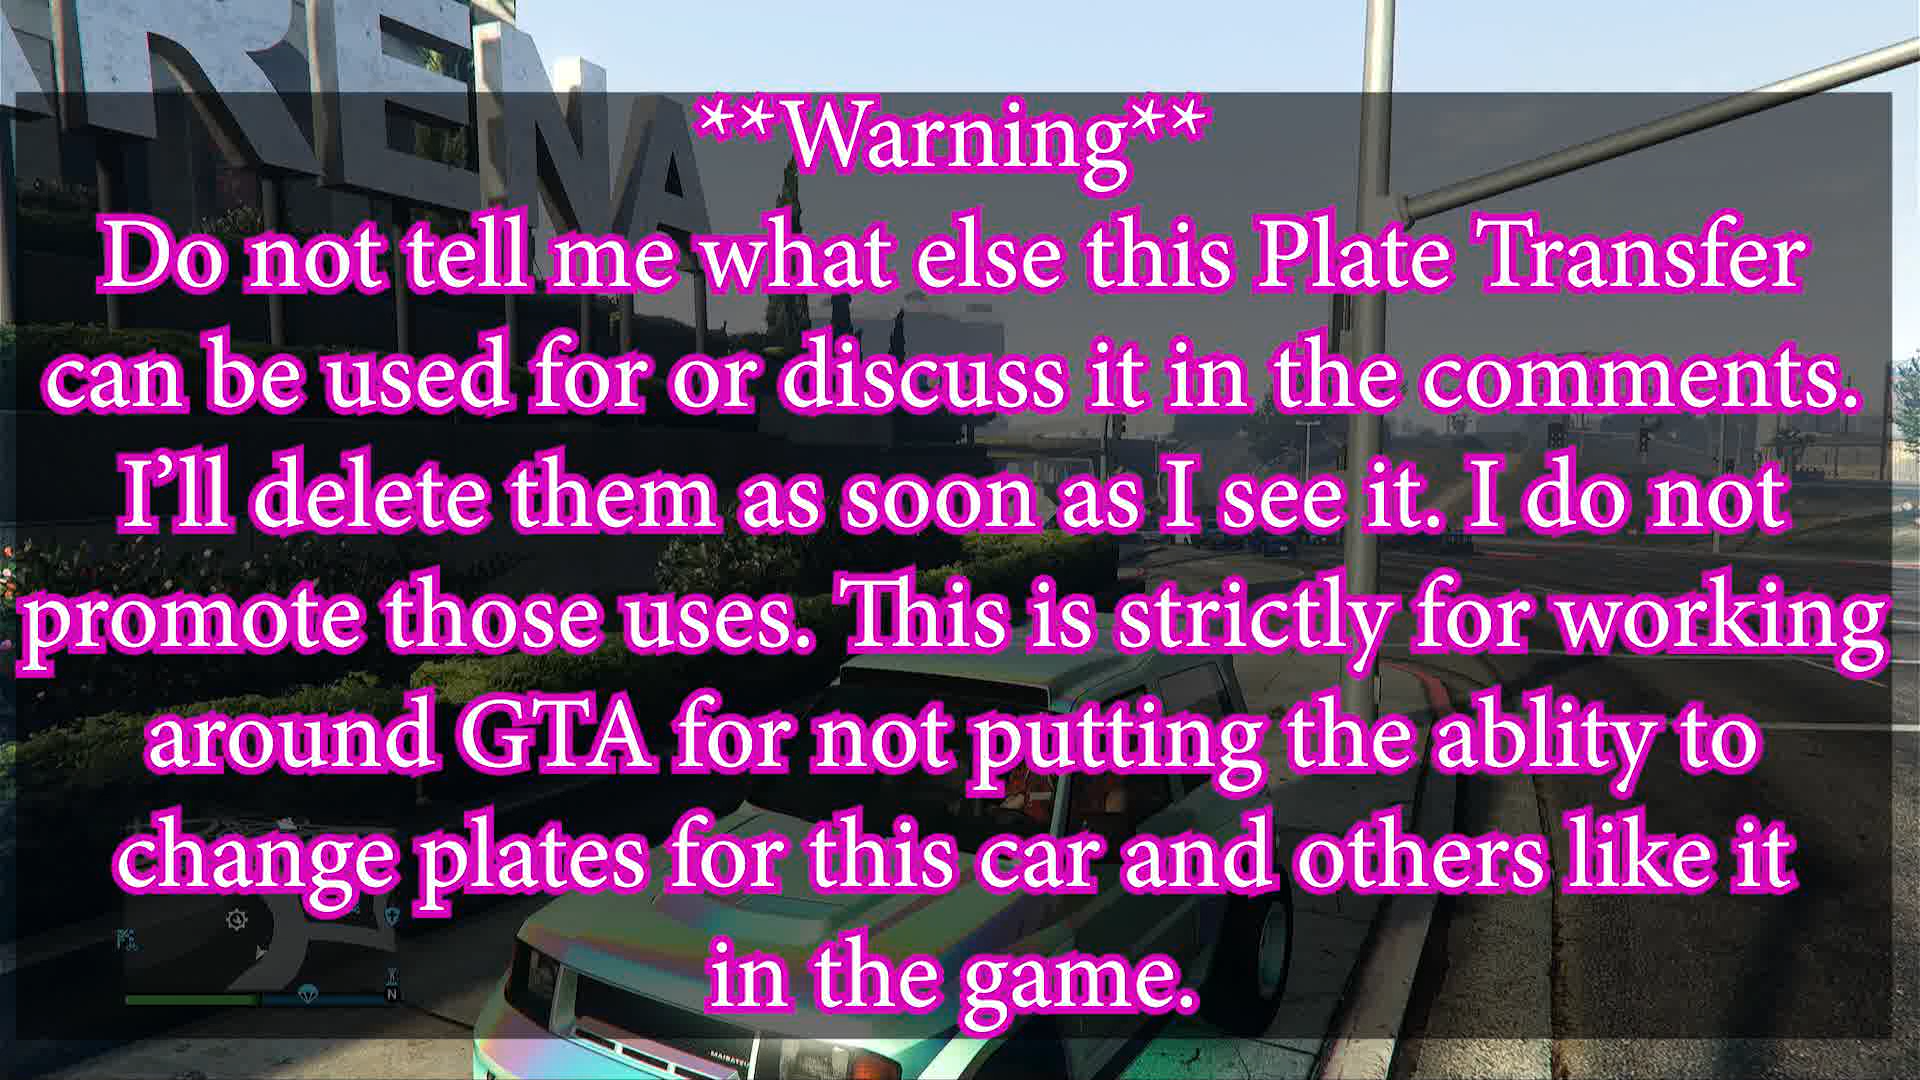 ARENA
**Warning**
Do not tell me what else this Plate Transfer
can be used for or discuss it in the comments.
I’ll delete them as soon as I see it. I do not
promote those uses. This is strictly for working
around GTA for not putting the ablity to
change plates for this car and others like it
in the game.
N
MAIBATSU